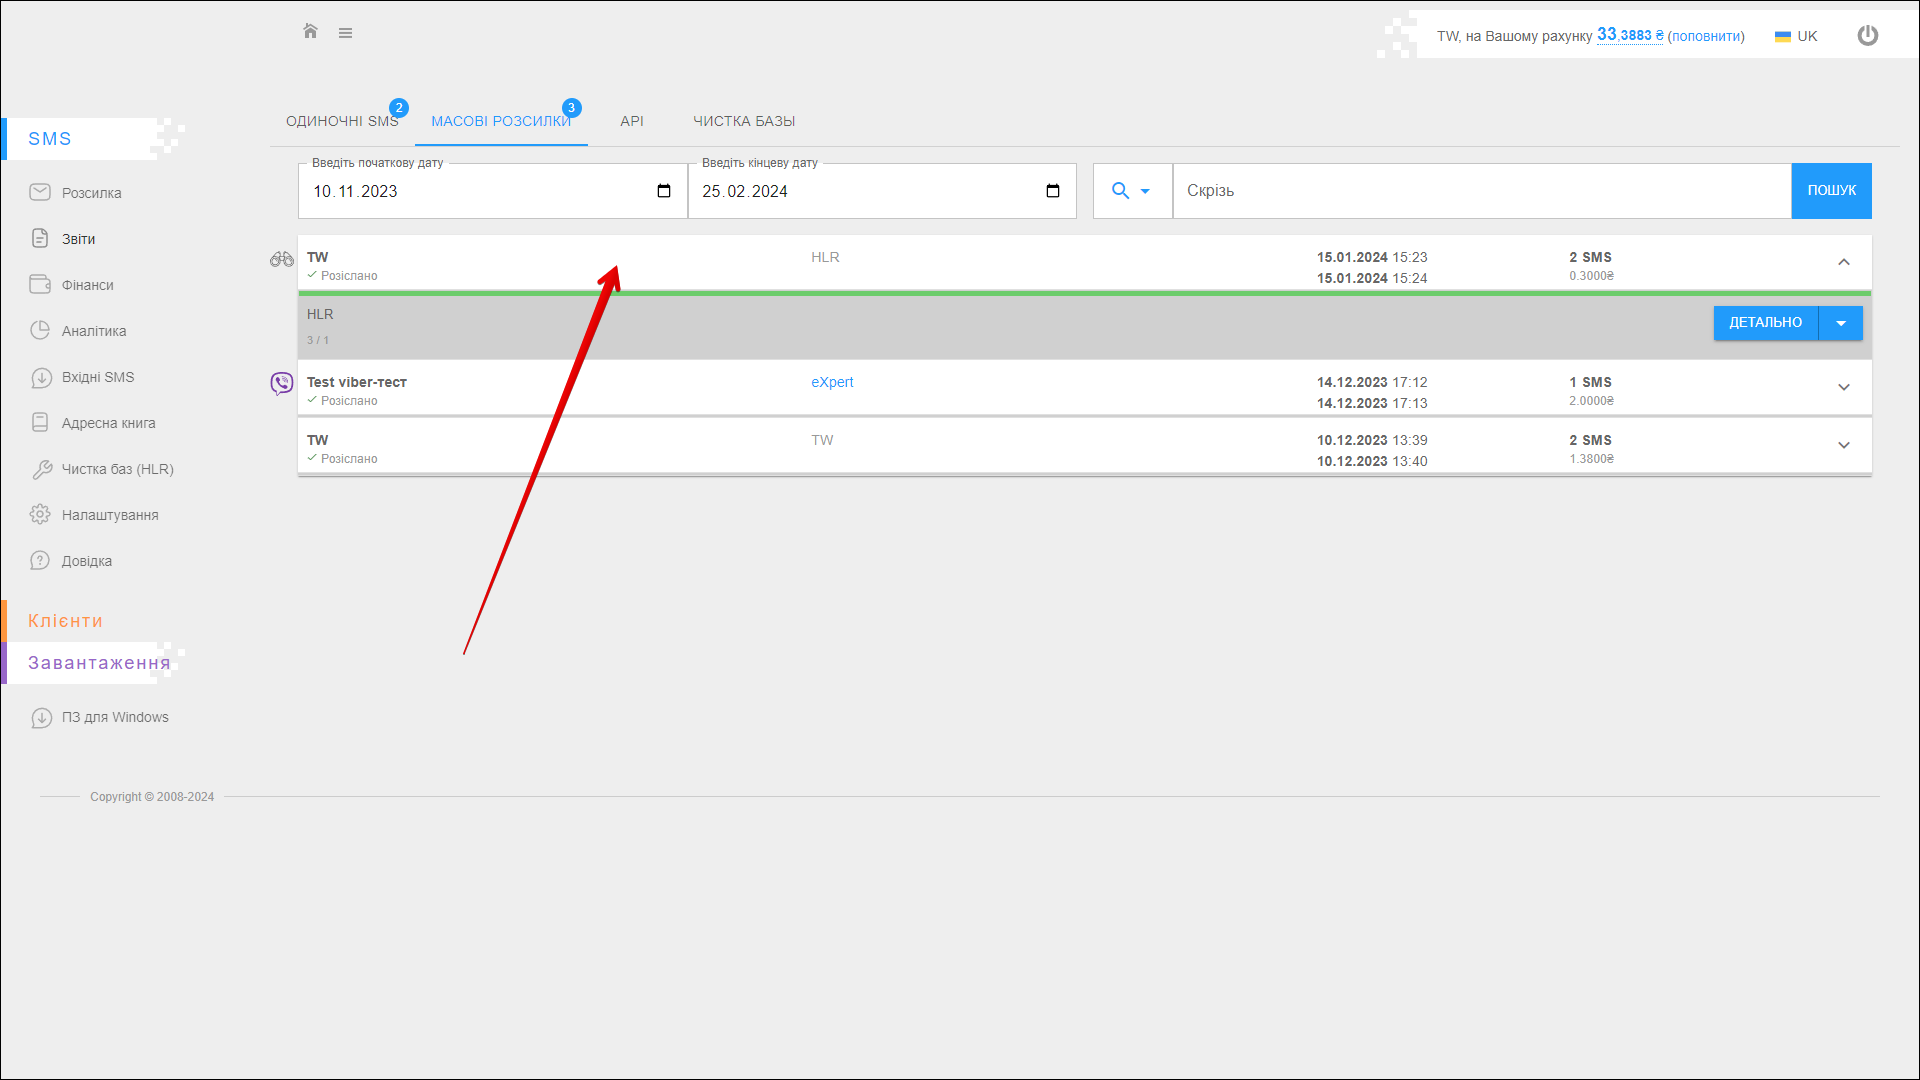 TW, на Вашому рахунку 33,3883 ₴ (поповнити)
UK
SMS
Розсилка
Звіти
Фінанси
Аналітика
Вхідні SMS
Адресна книга
Чистка баз (HLR)
Налаштування
Довідка
Клієнти
Завантаження
ПЗ для Windows
ОДИНОЧНІ SMS 2
МАСОВІ РОЗСИЛКИ 3
API
ЧИСТКА БАЗЫ
Введіть початкову дату
10.11.2023
Введіть кінцеву дату
25.02.2024
Скрізь
ПОШУК
TW
Розіслано
HLR
15.01.2024 15:23
15.01.2024 15:24
2 SMS
0.3000₴
HLR
3 / 1
ДЕТАЛЬНО
Test viber-тест
Розіслано
eXpert
14.12.2023 17:12
14.12.2023 17:13
1 SMS
2.0000₴
TW
Розіслано
TW
10.12.2023 13:39
10.12.2023 13:40
2 SMS
1.3800₴
Copyright © 2008-2024